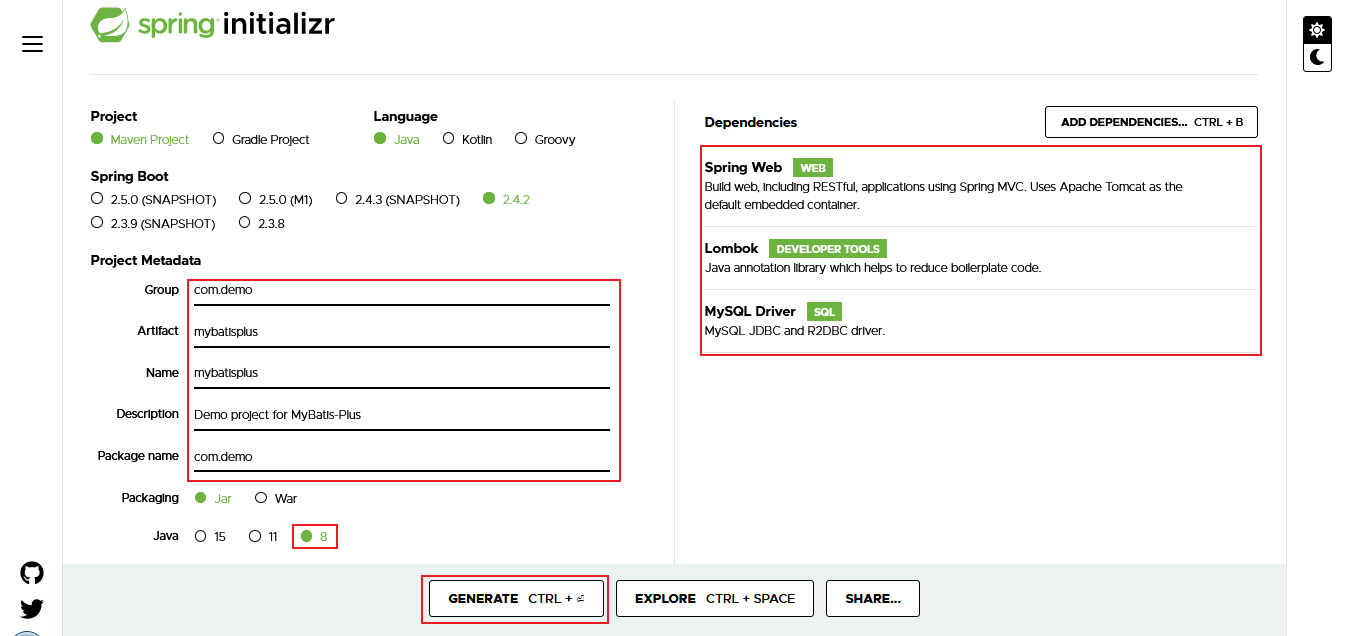 spring initializr
Project
Maven Project Gradle Project
Language
Java Kotlin Groovy
Spring Boot
2.5.0 (SNAPSHOT) 2.5.0 (M1) 2.4.3 (SNAPSHOT) 2.4.2
2.3.9 (SNAPSHOT) 2.3.8
Project Metadata
Group com.demo
Artifact mybatisplus
Name mybatisplus
Description Demo project for MyBatis-Plus
Package name com.demo
Packaging Jar War
Java 15 11 8
Dependencies
ADD DEPENDENCIES... CTRL + B
Spring Web WEB
Build web, including RESTful, applications using Spring MVC. Uses Apache Tomcat as the
default embedded container.
Lombok DEVELOPER TOOLS
Java annotation library which helps to reduce boilerplate code.
MySQL Driver SQL
MySQL JDBC and R2DBC driver.
GENERATE CTRL + ⏎
EXPLORE CTRL + SPACE
SHARE...